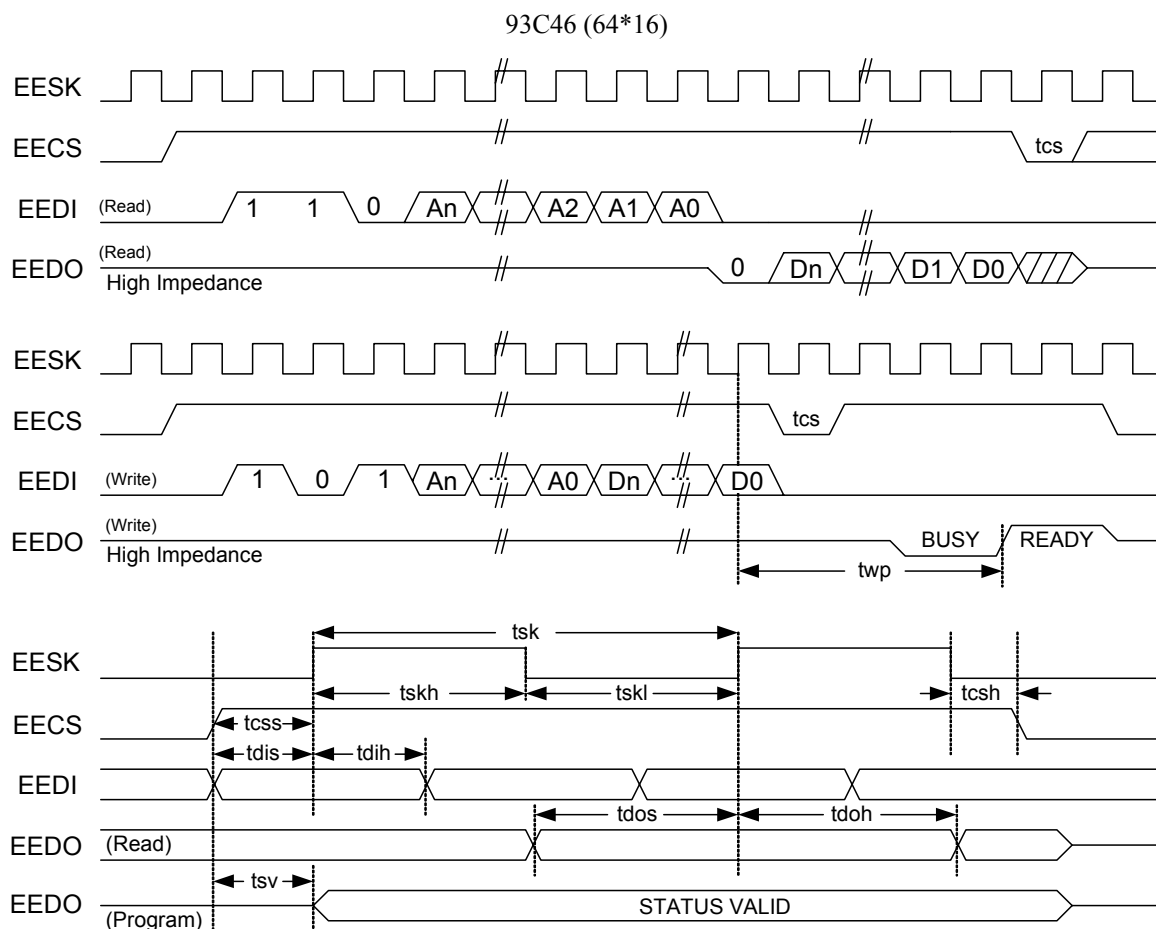 93C46 (64*16)
EESK
EECS
tcs
EEDI (Read) 1 1 0 An A2 A1 A0
EEDO (Read) High Impedance 0 Dn D1 D0
EESK
EECS
tcs
EEDI (Write) 1 0 1 An ... A0 Dn ... D0
EEDO (Write) High Impedance BUSY READY
twp
tsk
EESK
tskh tskl tcsh
EECS
tcss
tdis tdih
EEDI
tdos tdoh
EEDO (Read)
tsv
EEDO (Program) STATUS VALID